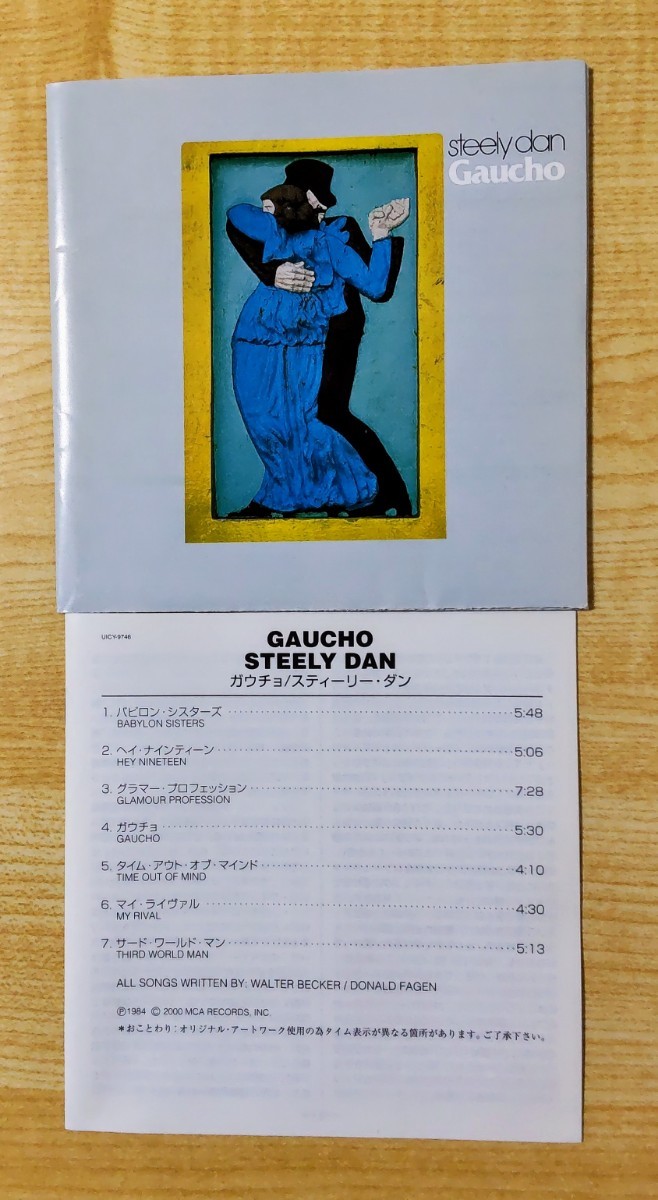 steely dan
Gaucho
UICY-9746
GAUCHO
STEELY DAN
ガウチョ/スティーリー・ダン
1. バビロン・シスターズ 5:48
BABYLON SISTERS
2. ヘイ・ナインティーン 5:06
HEY NINETEEN
3. グラマー・プロフェッション 7:28
GLAMOUR PROFESSION
4. ガウチョ 5:30
GAUCHO
5. タイム・アウト・オブ・マインド 4:10
TIME OUT OF MIND
6. マイ・ライヴァル 4:30
MY RIVAL
7. サード・ワールド・マン 5:13
THIRD WORLD MAN
ALL SONGS WRITTEN BY: WALTER BECKER / DONALD FAGEN
Ⓟ1984 © 2000 MCA RECORDS, INC.
*おことわり:オリジナル・アートワーク使用の為タイム表示が異なる箇所があります。ご了承下さい。